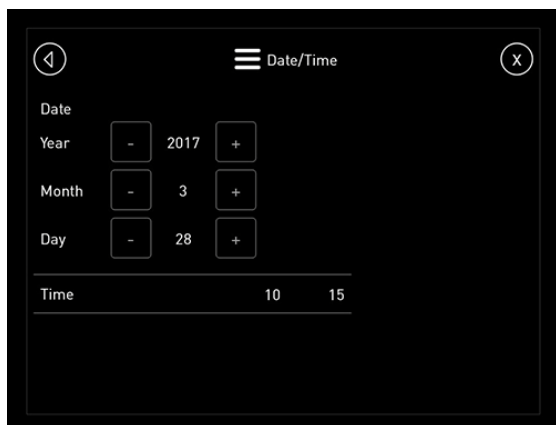 Date/Time X
Date
Year - 2017 +
Month - 3 +
Day - 28 +
Time 10 15